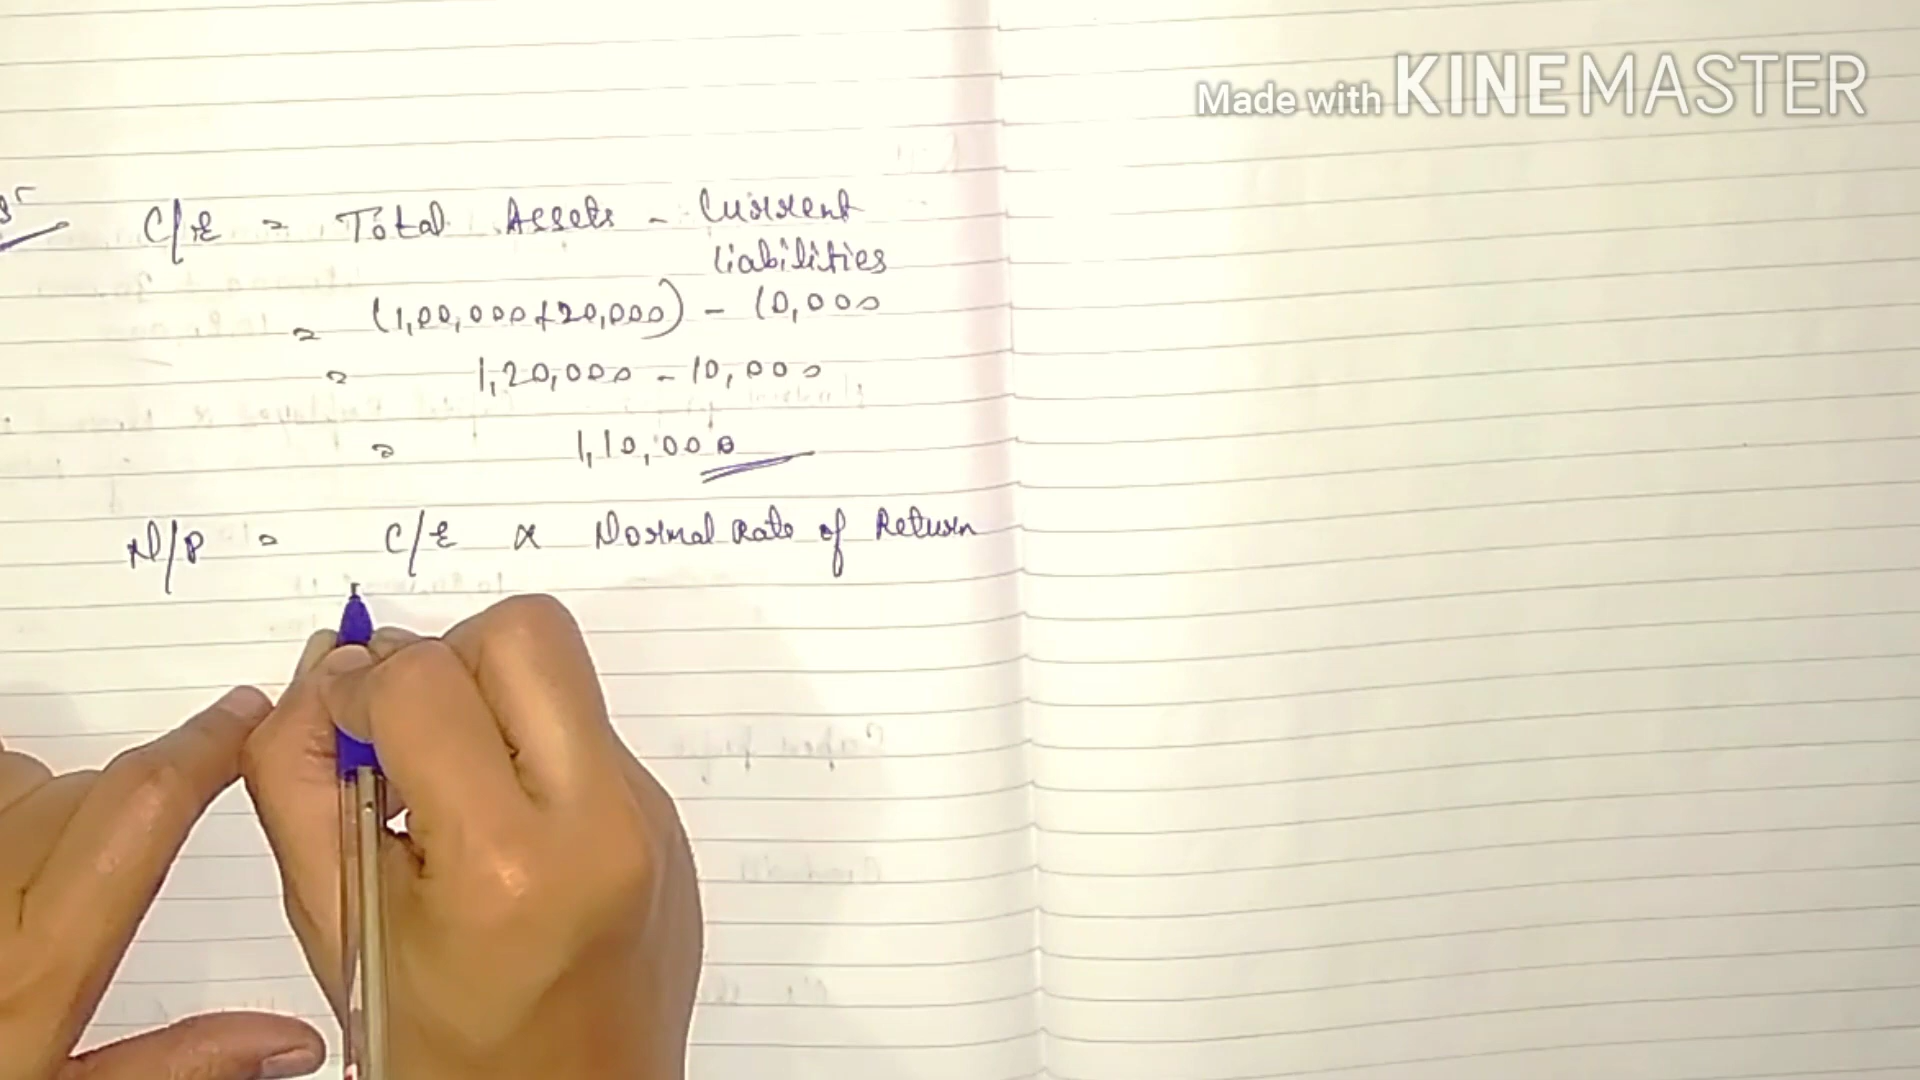 Made with KINEMASTER
C/E = Total Assets - Current
liabilities
= (1,00,000+20,000) - 10,000
= 1,20,000 - 10,000
= 1,10,000
N/P = C/E × Normal Rate of Return